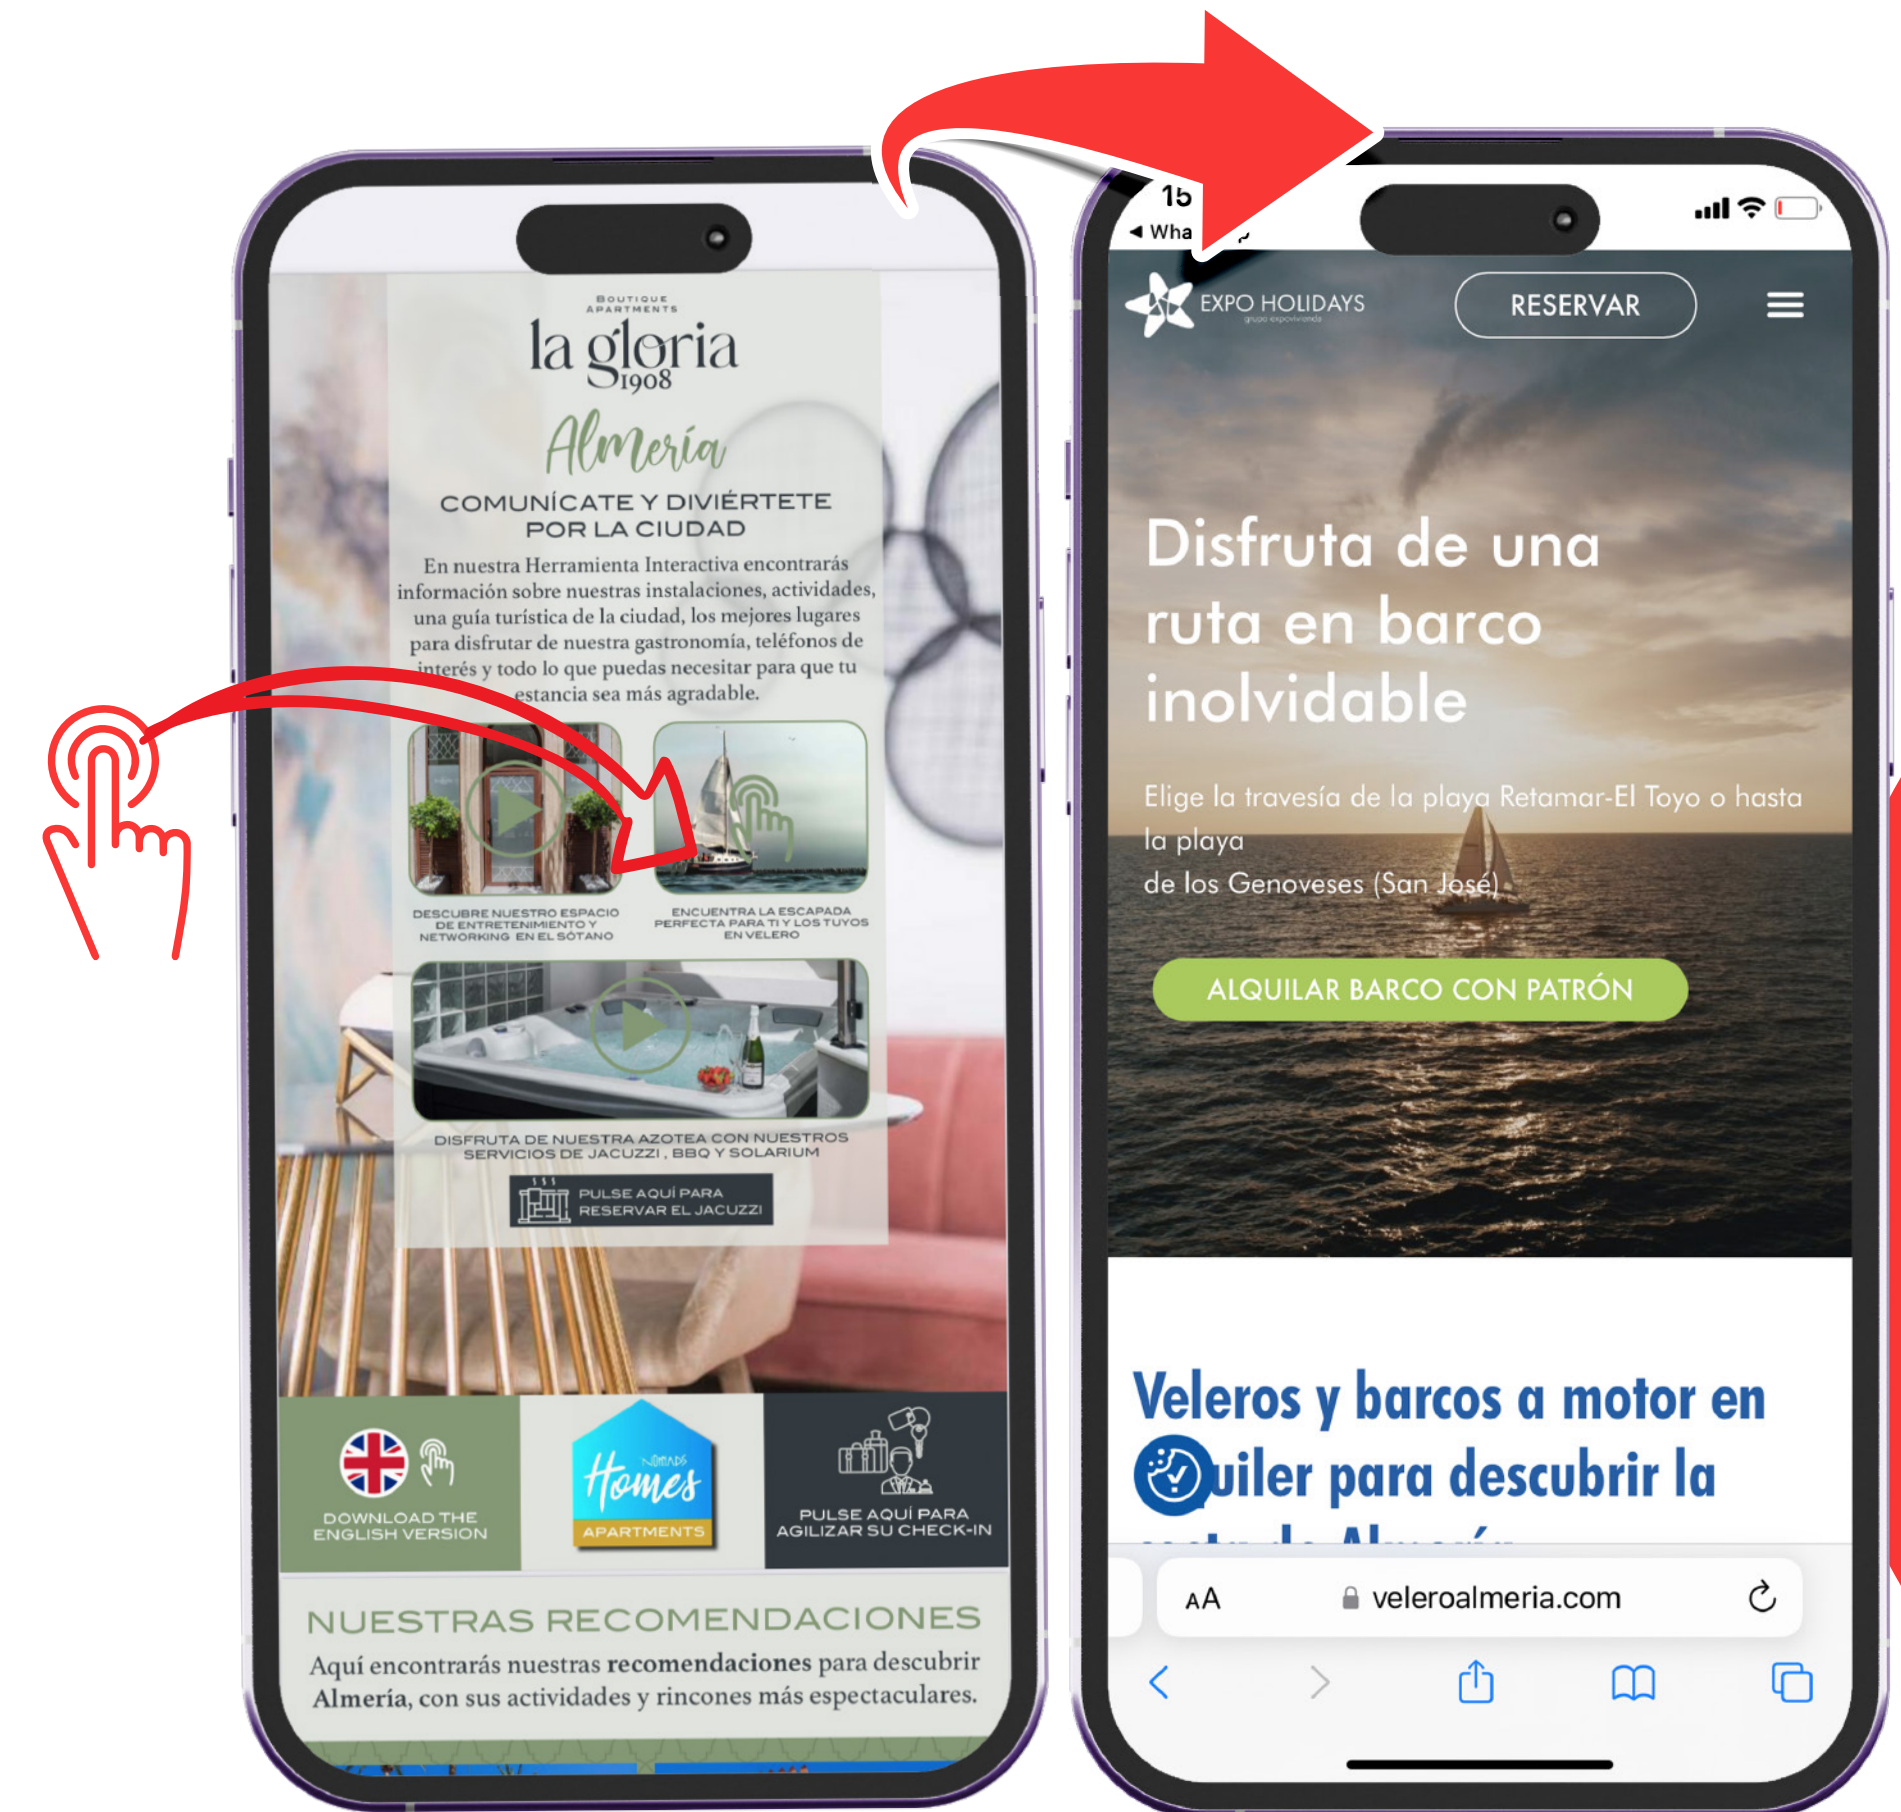 BOUTIQUE
APARTMENTS
la gloria
1908
Almería
COMUNÍCATE Y DIVIÉRTETE
POR LA CIUDAD
En nuestra Herramienta Interactiva encontrarás
información sobre nuestras instalaciones, actividades,
una guía turística de la ciudad, los mejores lugares
para disfrutar de nuestra gastronomía, teléfonos de
interés y todo lo que puedas necesitar para que tu
estancia sea más agradable.
DESCUBRE NUESTRO ESPACIO
DE ENTRETENIMIENTO Y
NETWORKING EN EL SÓTANO
ENCUENTRA LA ESCAPADA
PERFECTA PARA TI Y LOS TUYOS
EN VELERO
DISFRUTA DE NUESTRA AZOTEA CON NUESTROS
SERVICIOS DE JACUZZI , BBQ Y SOLARIUM
PULSE AQUÍ PARA
RESERVAR EL JACUZZI
DOWNLOAD THE
ENGLISH VERSION
NOMADS
Homes
APARTMENTS
PULSE AQUÍ PARA
AGILIZAR SU CHECK-IN
NUESTRAS RECOMENDACIONES
Aquí encontrarás nuestras recomendaciones para descubrir
Almería, con sus actividades y rincones más espectaculares.
15
Wha
EXPO HOLIDAYS
grupo expovivienda
RESERVAR
Disfruta de una
ruta en barco
inolvidable
Elige la travesía de la playa Retamar-El Toyo o hasta
la playa
de los Genoveses (San José)
ALQUILAR BARCO CON PATRÓN
Veleros y barcos a motor en
uiler para descubrir la
AA veleroalmeria.com